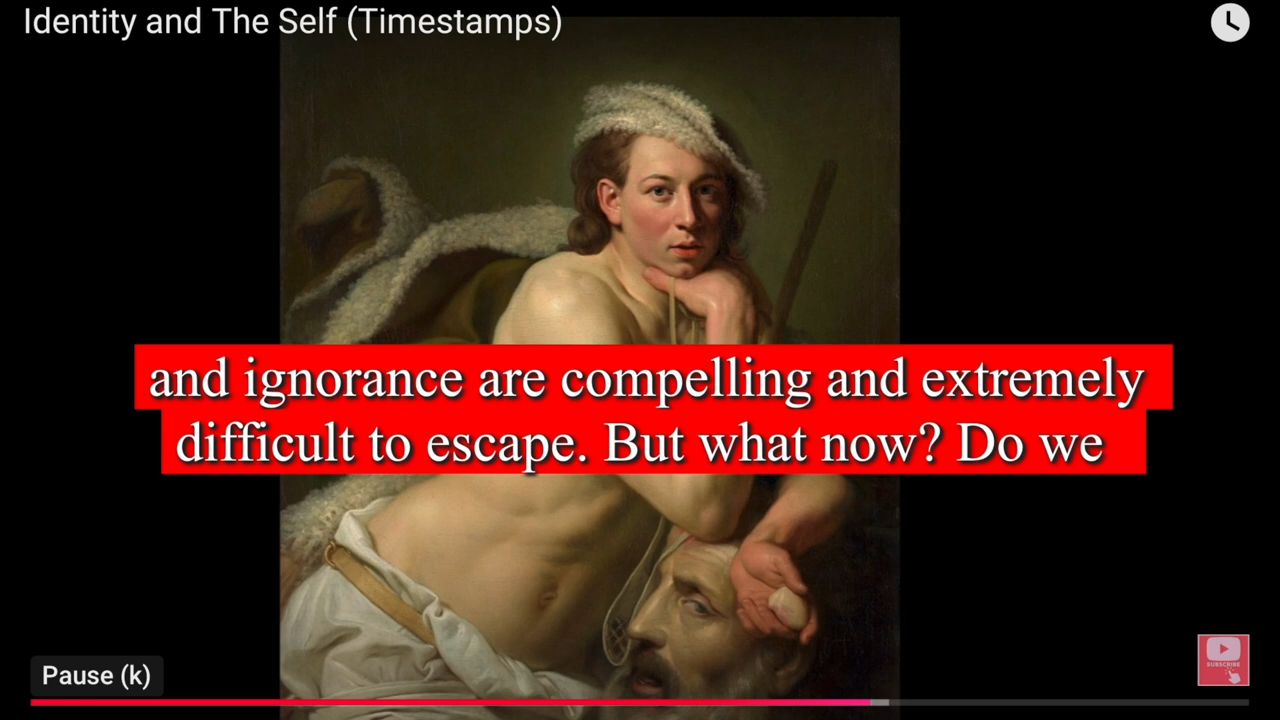 Identity and The Self (Timestamps)
and ignorance are compelling and extremely
difficult to escape. But what now? Do we
Pause (k)
SUBSCRIBE